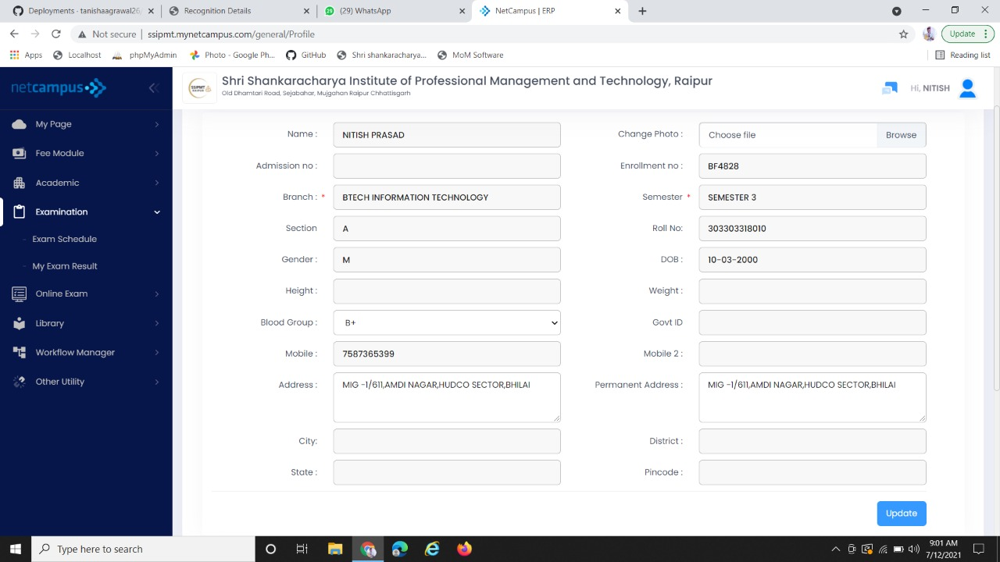 Deployments - tanishaagrawal26, Recognition Details (29) WhatsApp NetCampus | ERP
Not secure | ssipmt.mynetcampus.com/general/Profile Update
Apps Localhost phpMyAdmin Photo - Google Ph... GitHub Shri shankaracharya... MoM Software Reading list
netcampus
SSIPMT
RAIPUR
Shri Shankaracharya Institute of Professional Management and Technology, Raipur
Old Dhamtari Road, Sejabahar, Mujgahan Raipur Chhattisgarh
Hi, NITISH
My Page
Fee Module
Academic
Examination
- Exam Schedule
- My Exam Result
Online Exam
Library
Workflow Manager
Other Utility
Name : NITISH PRASAD Change Photo : Choose file Browse
Admission no : Enrollment no : BF4828
Branch : * BTECH INFORMATION TECHNOLOGY Semester * SEMESTER 3
Section A Roll No: 303303318010
Gender : M DOB : 10-03-2000
Height : Weight :
Blood Group : B+ Govt ID
Mobile : 7587365399 Mobile 2 :
Address : MIG -1/611,AMDI NAGAR,HUDCO SECTOR,BHILAI Permanent Address : MIG -1/611,AMDI NAGAR,HUDCO SECTOR,BHILAI
City: District :
State : Pincode :
Update
Type here to search
9:01 AM
7/12/2021